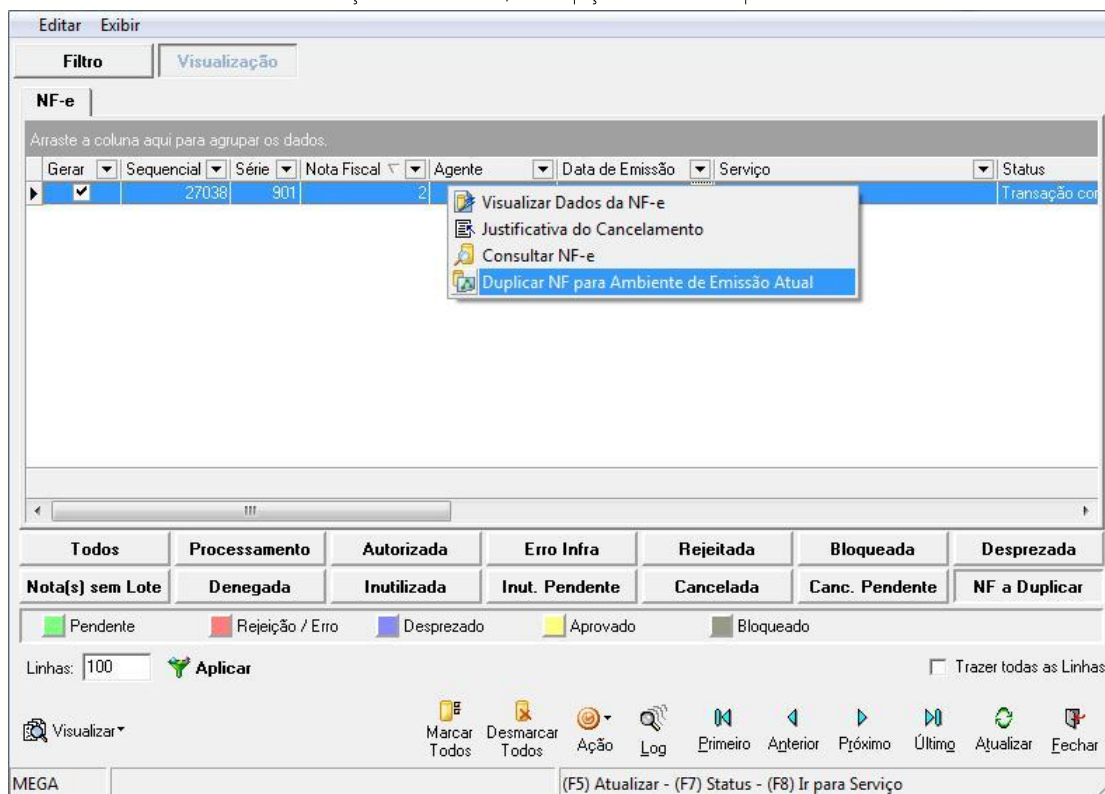 Editar Exibir
Filtro Visualização
NF-e
Arraste a coluna aqui para agrupar os dados.
Gerar Sequencial Série Nota Fiscal Agente Data de Emissão Serviço Status
27038 901 2 Transação cor
Visualizar Dados da NF-e
Justificativa do Cancelamento
Consultar NF-e
Duplicar NF para Ambiente de Emissão Atual
Todos Processamento Autorizada Erro Infra Rejeitada Bloqueada Desprezada
Nota(s) sem Lote Denegada Inutilizada Inut. Pendente Cancelada Canc. Pendente NF a Duplicar
Pendente Rejeição / Erro Desprezado Aprovado Bloqueado
Linhas: 100 Aplicar Trazer todas as Linhas
Visualizar Marcar Todos Desmarcar Todos Ação Log Primeiro Anterior Próximo Último Atualizar Fechar
MEGA (F5) Atualizar - (F7) Status - (F8) Ir para Serviço